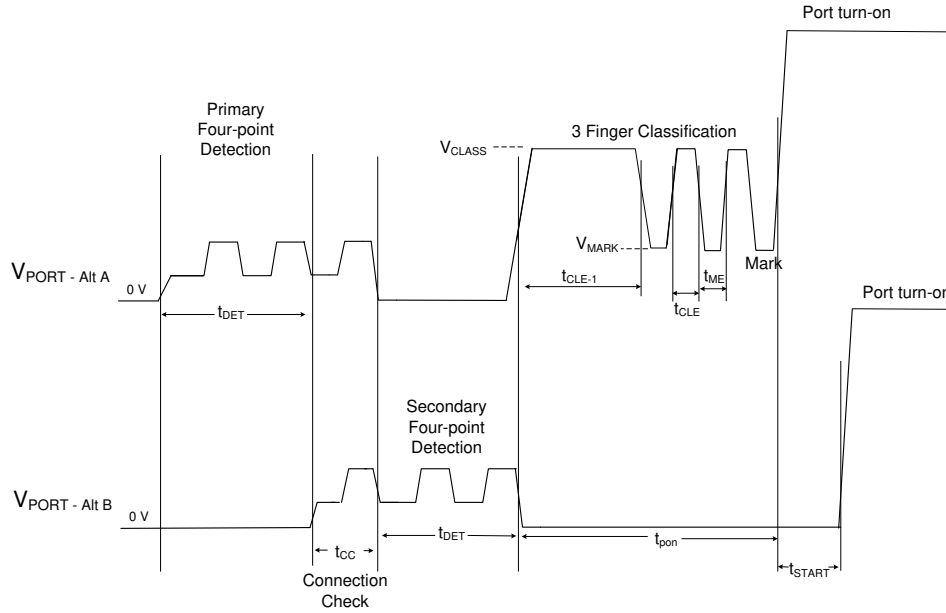 Port turn-on
Primary
Four-point
Detection
3 Finger Classification
VCLASS
VMARK
Mark
VPORT - Alt A
0 V
tCLE-1
tME
tCLE
tDET
Port turn-on
Secondary
Four-point
Detection
VPORT - Alt B
0 V
tCC
tDET
tpon
tSTART
Connection
Check